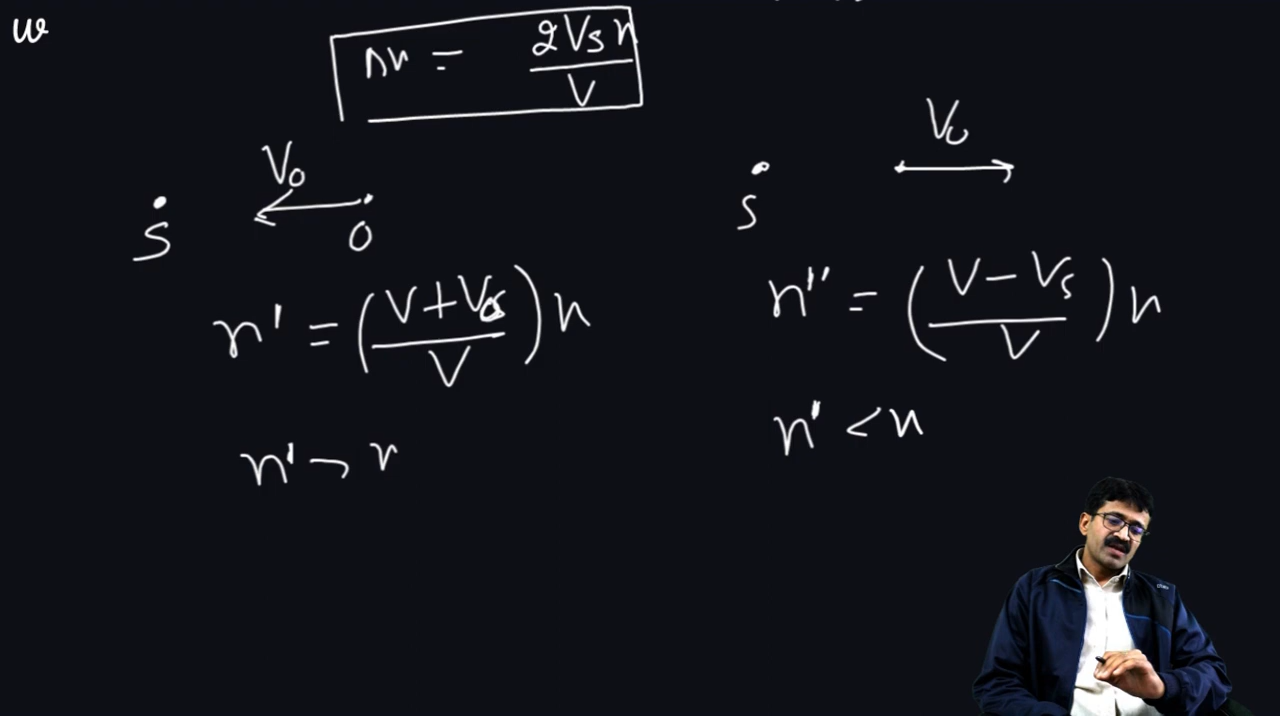 w
Δn = 2Vs n / V
V₀
V₀
S
O
S
n' = (V + V₀ / V) n
n'' = (V - Vs / V) n
n' > n
n' < n